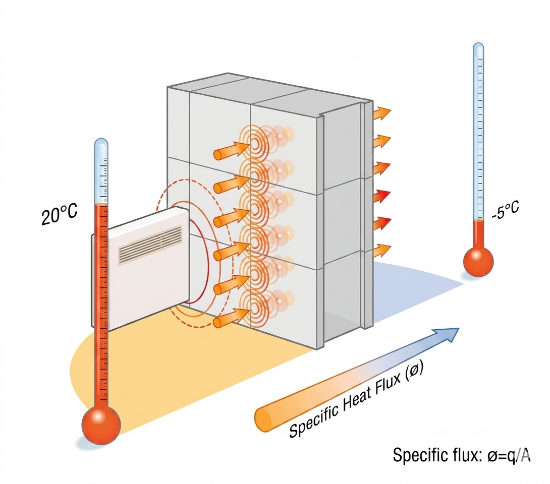 20°C
-5°C
Specific Heat Flux (ø)
Specific flux: ø=q/A